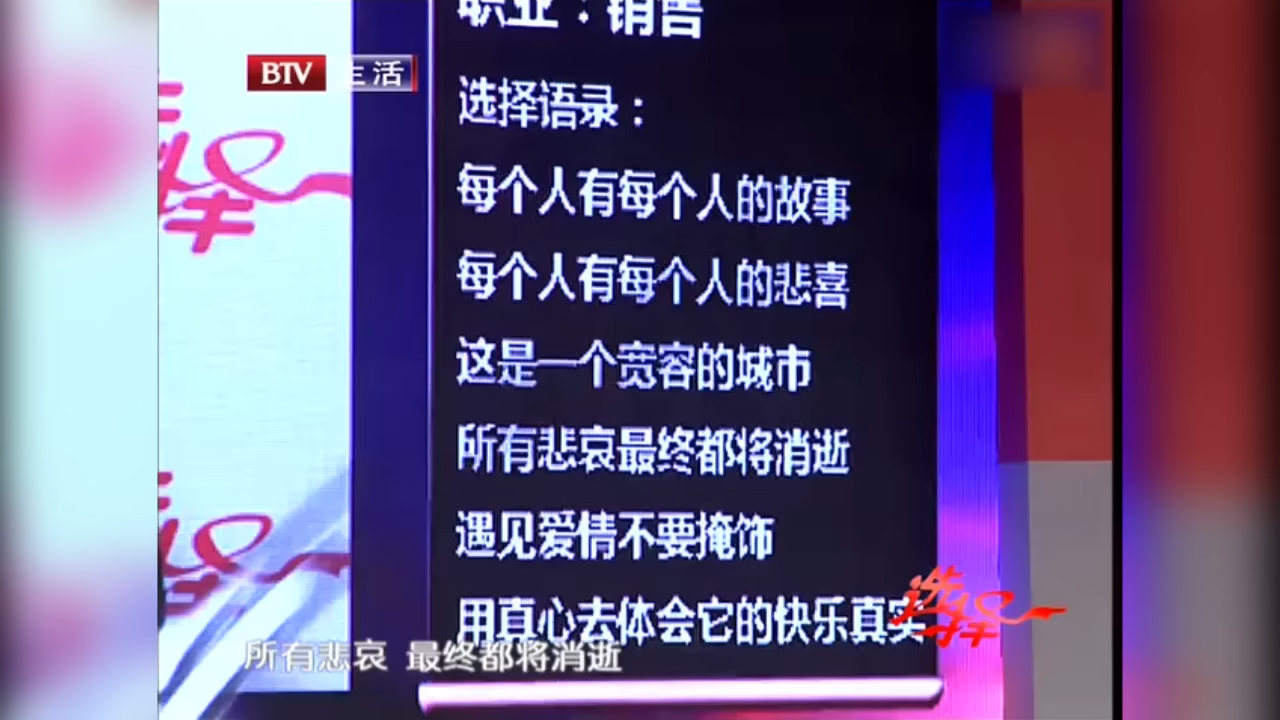 职业：销售
BTV 生活
选择语录：
每个人有每个人的故事
每个人有每个人的悲喜
这是一个宽容的城市
所有悲哀最终都将消逝
遇见爱情不要掩饰
用真心去体会它的快乐真实
选择
所有悲哀 最终都将消逝